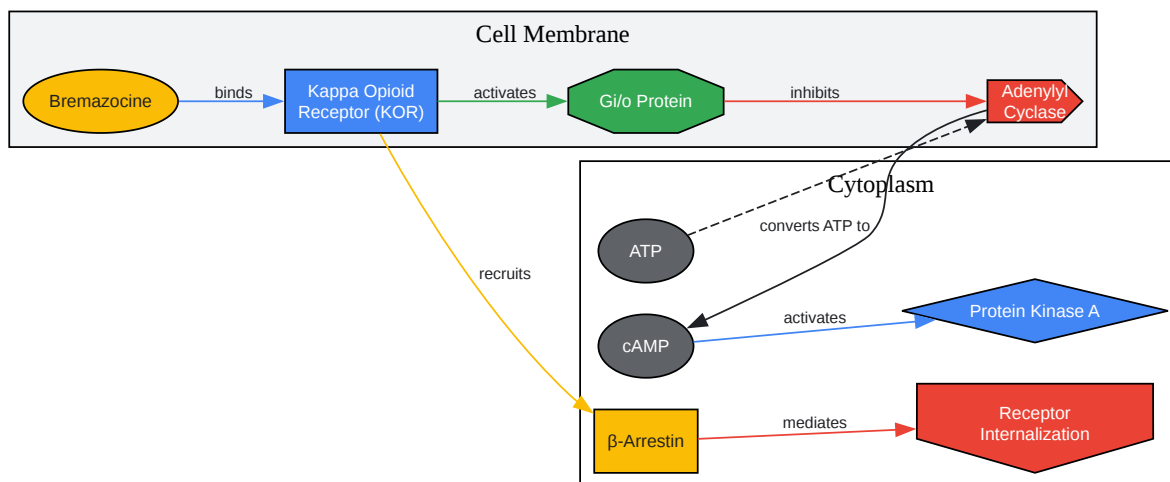 Cell Membrane
Bremazocine
binds
Kappa Opioid
Receptor (KOR)
activates
Gi/o Protein
inhibits
Adenylyl
Cyclase
Cytoplasm
ATP
converts ATP to
recruits
cAMP
activates
Protein Kinase A
β-Arrestin
mediates
Receptor
Internalization